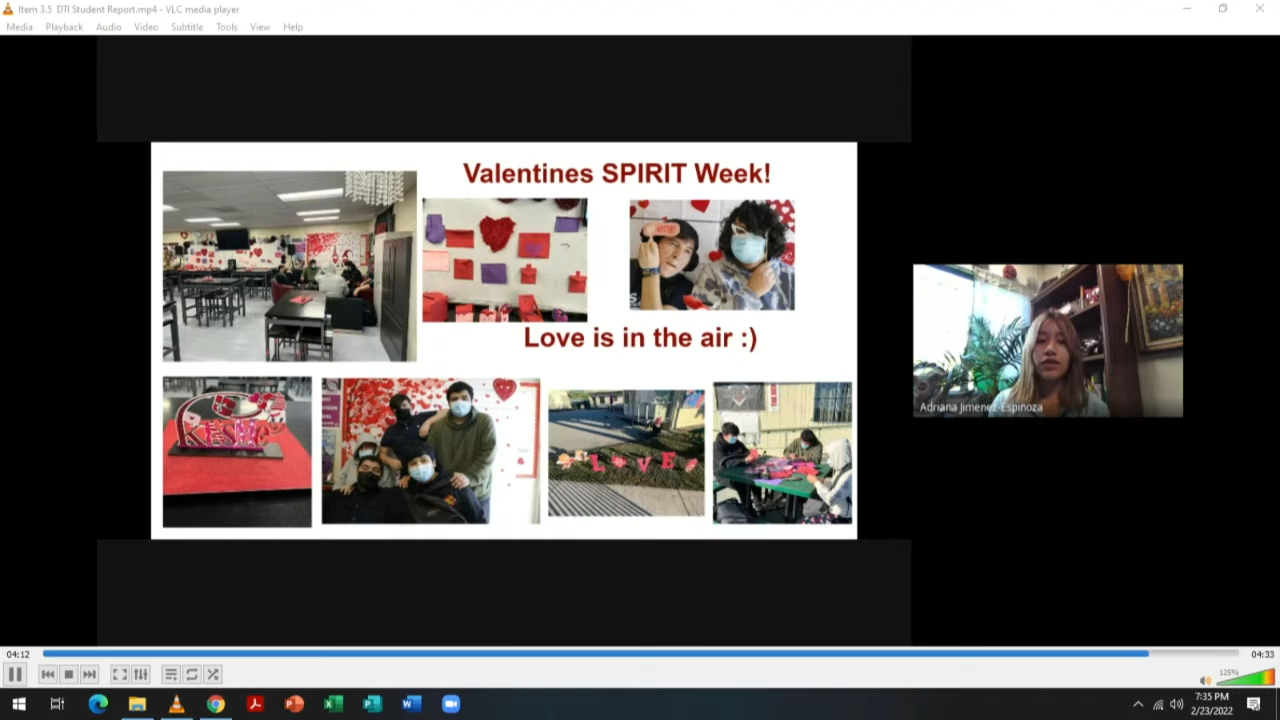 Item 3.5 DTI Student Report.mp4 - VLC media player
Media Playback Audio Video Subtitle Tools View Help
Valentines SPIRIT Week!
Love is in the air :)
LOVE
Adriana Jimenez-Espinoza
04:12
04:33
125%
7:35 PM
2/23/2022